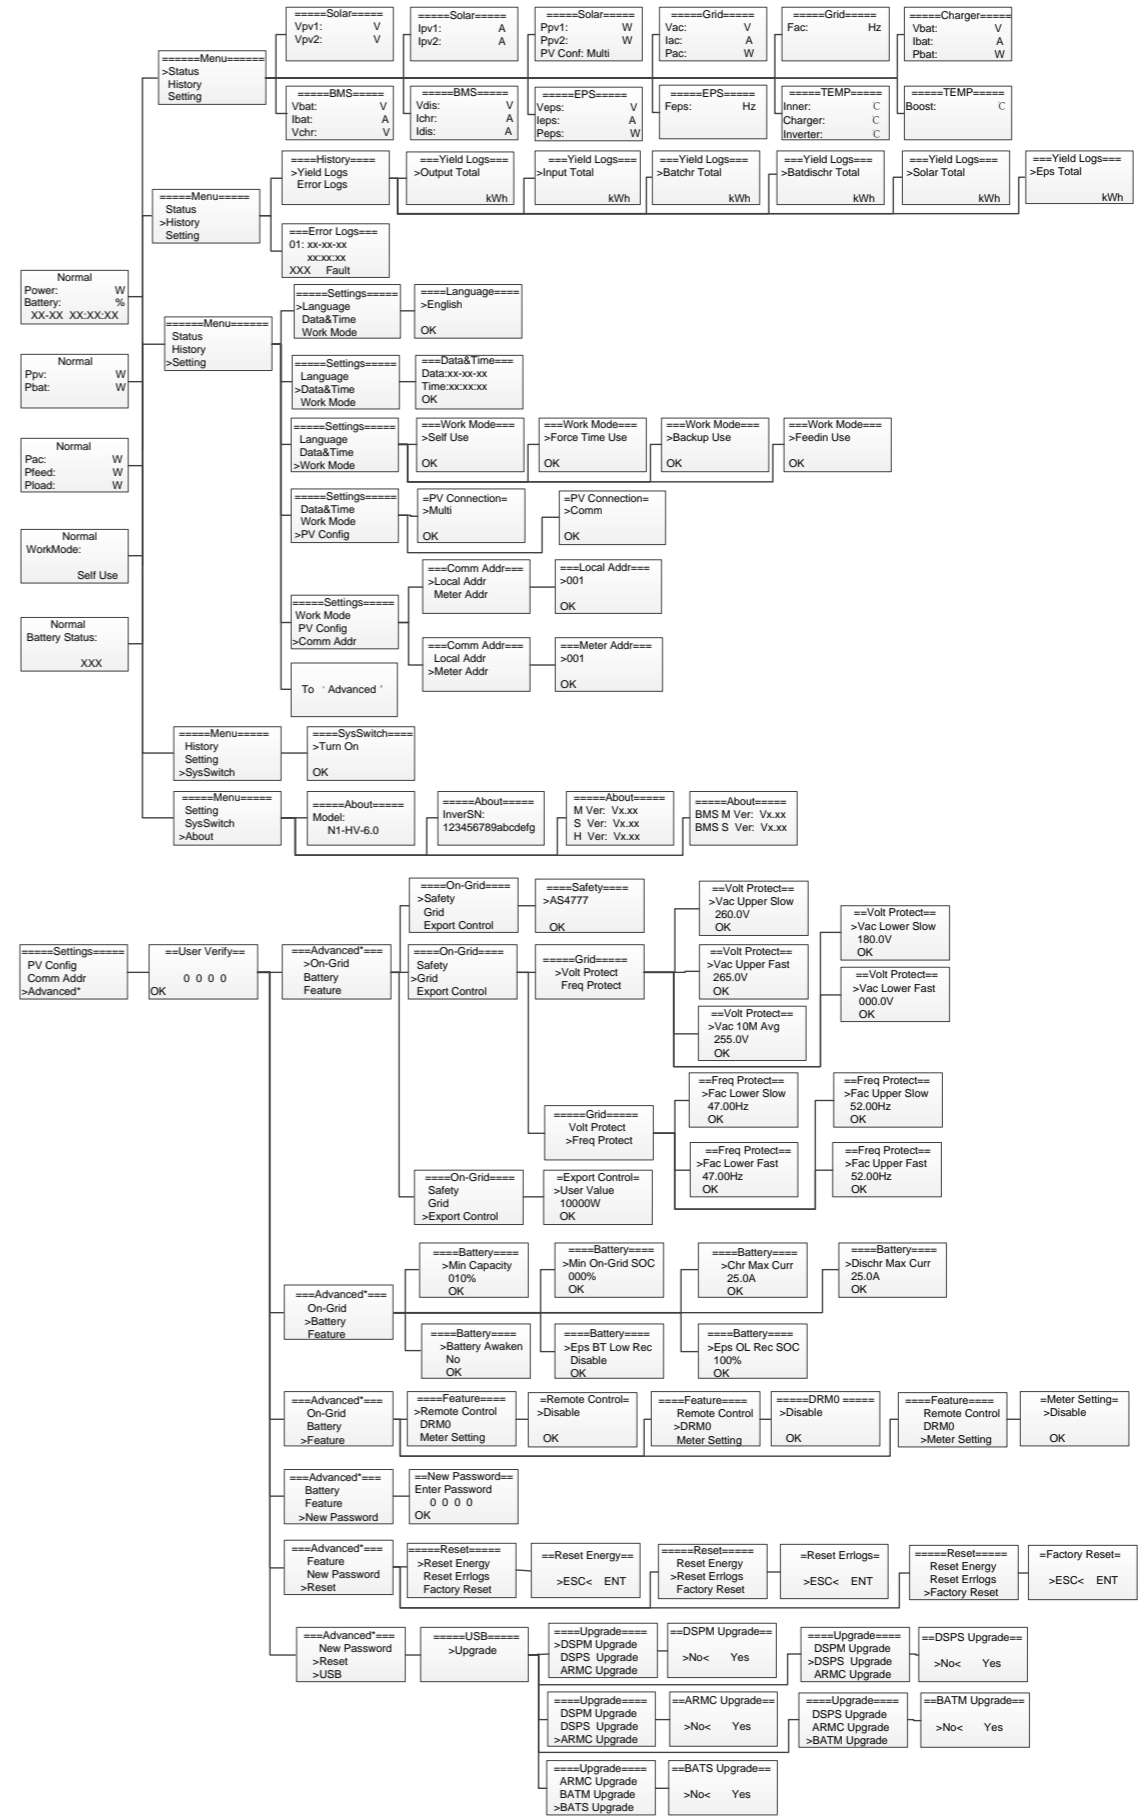 =====Solar=====
Vpv1: V
Vpv2: V
=====Solar=====
Ipv1: A
Ipv2: A
=====Solar=====
Ppv1: W
Ppv2: W
PV Conf: Multi
=====Grid=====
Vac: V
Iac: A
Pac: W
=====Grid=====
Fac: Hz
=====Charger=====
Vbat: V
Ibat: A
Pbat: W
======Menu======
>Status
History
Setting
=====BMS=====
Vbat: V
Ibat: A
Vchr: V
=====BMS=====
Vdis: V
Ichr: A
Idis: A
=====EPS=====
Veps: V
Ieps: A
Peps: W
=====EPS=====
Feps: Hz
=====TEMP=====
Inner: C
Charger: C
Inverter: C
=====TEMP=====
Boost: C
====History====
>Yield Logs
Error Logs
===Yield Logs===
>Output Total
kWh
===Yield Logs===
>Input Total
kWh
===Yield Logs===
>Batchr Total
kWh
===Yield Logs===
>Batdischr Total
kWh
===Yield Logs===
>Solar Total
kWh
===Yield Logs===
>Eps Total
kWh
=====Menu=====
Status
>History
Setting
===Error Logs===
01: xx-xx-xx
xx:xx:xx
XXX Fault
Normal
Power: W
Battery: %
XX-XX XX:XX:XX
Normal
Ppv: W
Pbat: W
Normal
Pac: W
Pfeed: W
Pload: W
Normal
WorkMode:
Self Use
Normal
Battery Status:
XXX
======Menu======
Status
History
>Setting
=====Settings=====
>Language
Data&Time
Work Mode
====Language====
>English
OK
=====Settings=====
Language
>Data&Time
Work Mode
===Data&Time===
Data:xx-xx-xx
Time:xx:xx:xx
OK
=====Settings=====
Language
Data&Time
>Work Mode
===Work Mode===
>Self Use
OK
===Work Mode===
>Force Time Use
OK
===Work Mode===
>Backup Use
OK
===Work Mode===
>Feedin Use
OK
=====Settings=====
Data&Time
Work Mode
>PV Config
=PV Connection=
>Multi
OK
=PV Connection=
>Comm
OK
=====Settings=====
Work Mode
PV Config
>Comm Addr
===Comm Addr===
>Local Addr
Meter Addr
===Local Addr===
>001
OK
===Comm Addr===
Local Addr
>Meter Addr
===Meter Addr===
>001
OK
To ‘Advanced’
=====Menu=====
History
Setting
>SysSwitch
====SysSwitch====
>Turn On
OK
=====Menu=====
Setting
SysSwitch
>About
=====About=====
Model:
N1-HV-6.0
=====About=====
InverSN:
123456789abcdefg
=====About=====
M Ver: Vx.xx
S Ver: Vx.xx
H Ver: Vx.xx
=====About=====
BMS M Ver: Vx.xx
BMS S Ver: Vx.xx
=====Settings=====
PV Config
Comm Addr
>Advanced*
==User Verify==
0 0 0 0
OK
===Advanced*===
>On-Grid
Battery
Feature
====On-Grid====
>Safety
Grid
Export Control
====Safety====
>AS4777
OK
====On-Grid====
Safety
>Grid
Export Control
=====Grid=====
>Volt Protect
Freq Protect
==Volt Protect==
>Vac Upper Slow
260.0V
OK
==Volt Protect==
>Vac Upper Fast
265.0V
OK
==Volt Protect==
>Vac 10M Avg
255.0V
OK
==Volt Protect==
>Vac Lower Slow
180.0V
OK
==Volt Protect==
>Vac Lower Fast
000.0V
OK
=====Grid=====
Volt Protect
>Freq Protect
==Freq Protect==
>Fac Lower Slow
47.00Hz
OK
==Freq Protect==
>Fac Upper Slow
52.00Hz
OK
==Freq Protect==
>Fac Lower Fast
47.00Hz
OK
==Freq Protect==
>Fac Upper Fast
52.00Hz
OK
====On-Grid====
Safety
Grid
>Export Control
=Export Control=
>User Value
10000W
OK
===Advanced*===
On-Grid
>Battery
Feature
====Battery====
>Min Capacity
010%
OK
====Battery====
>Min On-Grid SOC
000%
OK
====Battery====
>Chr Max Curr
25.0A
OK
====Battery====
>Dischr Max Curr
25.0A
OK
====Battery====
>Battery Awaken
No
OK
====Battery====
>Eps BT Low Rec
Disable
OK
====Battery====
>Eps OL Rec SOC
100%
OK
===Advanced*===
On-Grid
Battery
>Feature
====Feature====
>Remote Control
DRM0
Meter Setting
=Remote Control=
>Disable
OK
====Feature====
Remote Control
>DRM0
Meter Setting
=====DRM0 =====
>Disable
OK
====Feature====
Remote Control
DRM0
>Meter Setting
=Meter Setting=
>Disable
OK
===Advanced*===
Battery
Feature
>New Password
==New Password==
Enter Password
0 0 0 0
OK
===Advanced*===
Feature
New Password
>Reset
=====Reset=====
>Reset Energy
Reset Errlogs
Factory Reset
==Reset Energy==
>ESC< ENT
=====Reset=====
Reset Energy
>Reset Errlogs
Factory Reset
=Reset Errlogs=
>ESC< ENT
=====Reset=====
Reset Energy
Reset Errlogs
>Factory Reset
=Factory Reset=
>ESC< ENT
===Advanced*===
New Password
>Reset
>USB
=====USB=====
>Upgrade
====Upgrade====
>DSPM Upgrade
DSPS Upgrade
ARMC Upgrade
==DSPM Upgrade==
>No< Yes
====Upgrade====
DSPM Upgrade
>DSPS Upgrade
ARMC Upgrade
==DSPS Upgrade==
>No< Yes
====Upgrade====
DSPM Upgrade
DSPS Upgrade
>ARMC Upgrade
==ARMC Upgrade==
>No< Yes
====Upgrade====
DSPS Upgrade
ARMC Upgrade
>BATM Upgrade
==BATM Upgrade==
>No< Yes
====Upgrade====
ARMC Upgrade
BATM Upgrade
>BATS Upgrade
==BATS Upgrade==
>No< Yes